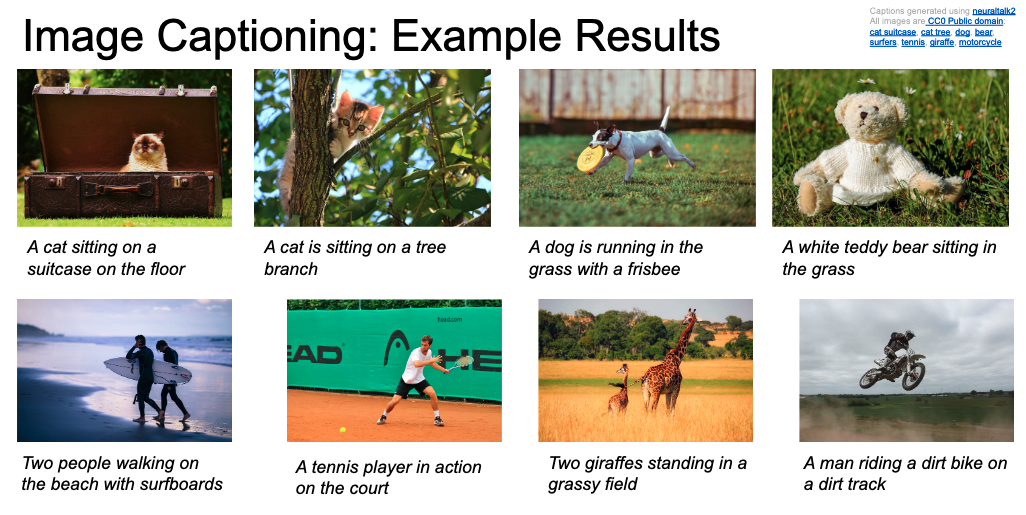 Image Captioning: Example Results
Captions generated using neuraltalk2
All images are CC0 Public domain:
cat suitcase, cat tree, dog, bear,
surfers, tennis, giraffe, motorcycle
A cat sitting on a
suitcase on the floor
A cat is sitting on a tree
branch
A dog is running in the
grass with a frisbee
A white teddy bear sitting in
the grass
head.com
EAD
HE
Two people walking on
the beach with surfboards
A tennis player in action
on the court
Two giraffes standing in a
grassy field
A man riding a dirt bike on
a dirt track